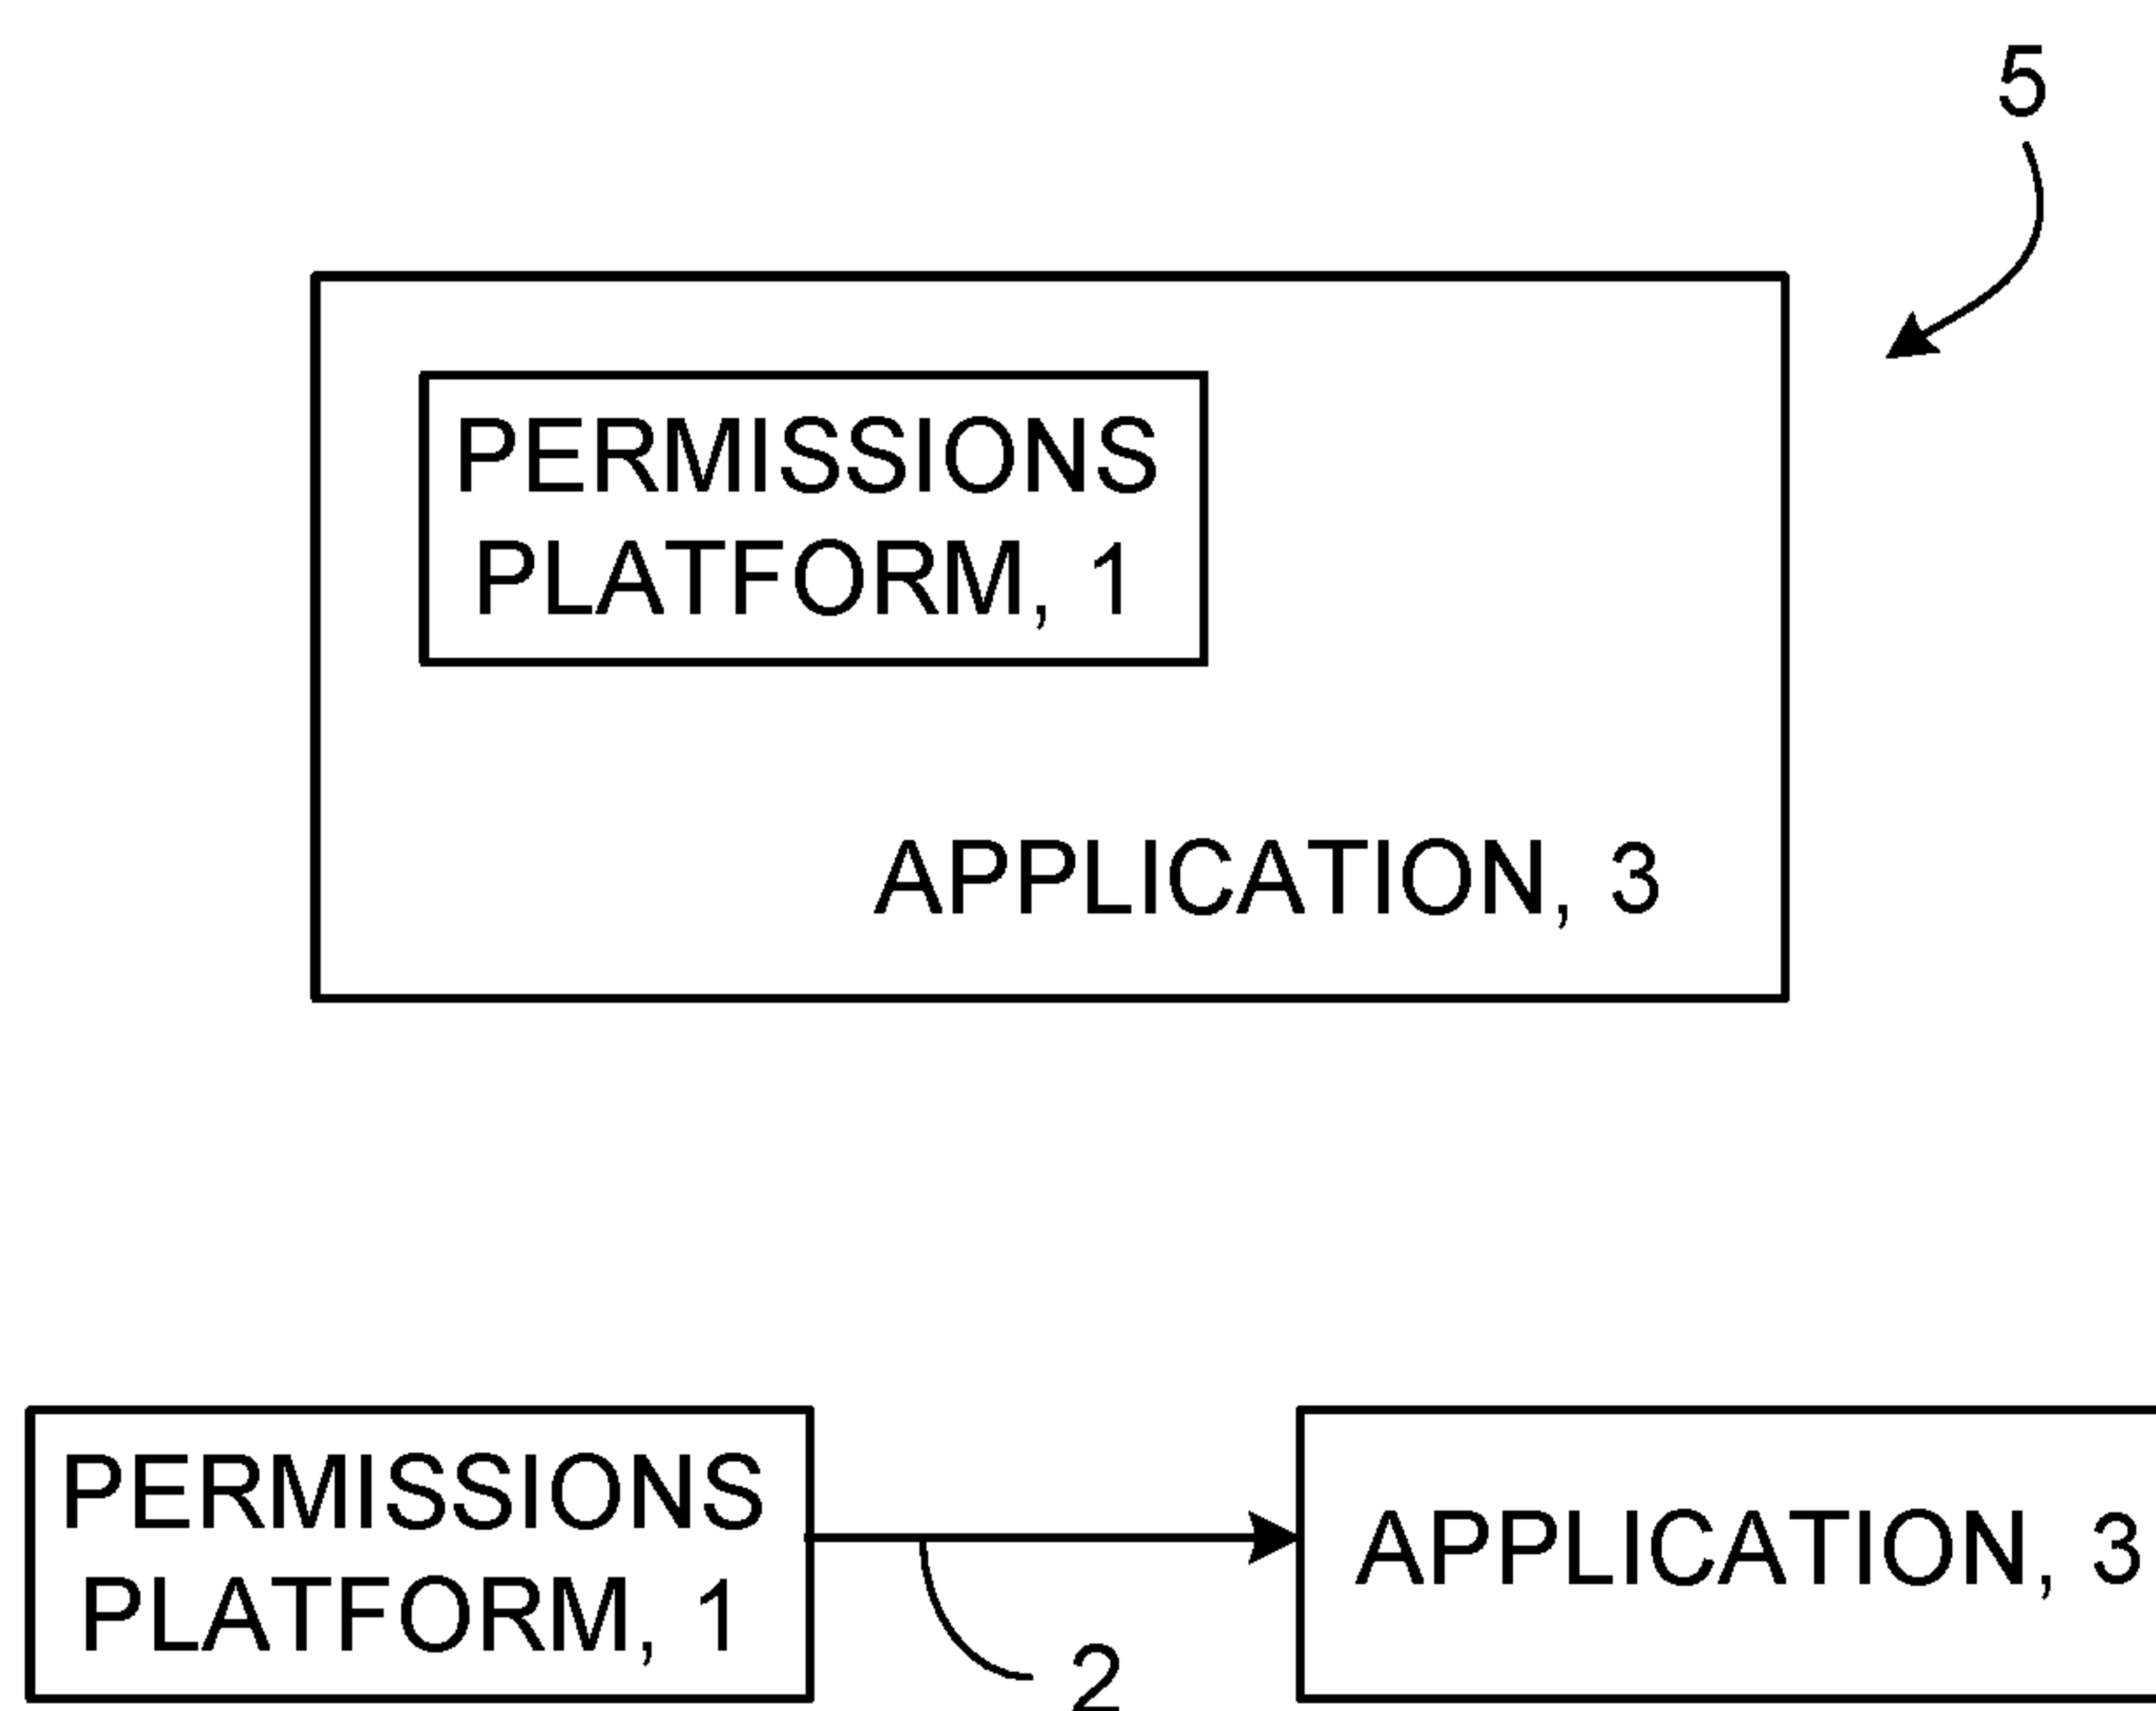 5
PERMISSIONS
PLATFORM, 1
APPLICATION, 3
PERMISSIONS
PLATFORM, 1
APPLICATION, 3
2